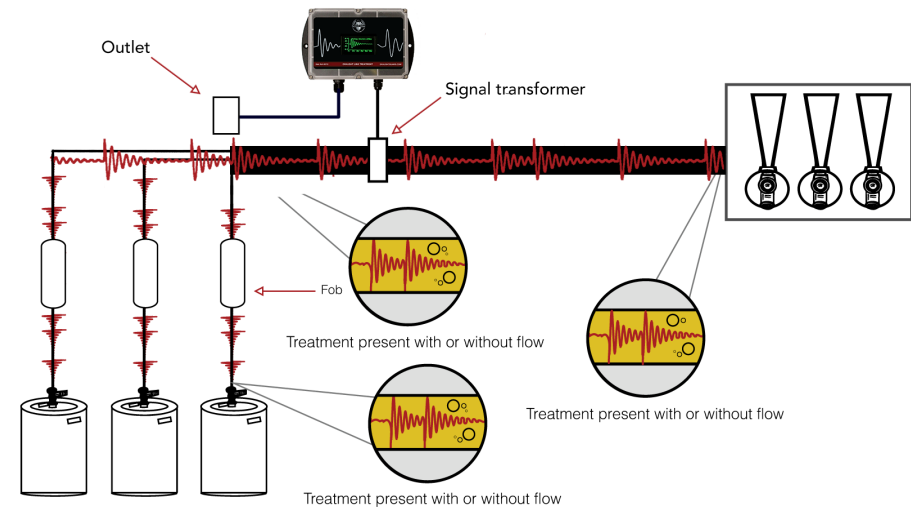 Outlet
Signal transformer
Fob
Treatment present with or without flow
Treatment present with or without flow
Treatment present with or without flow